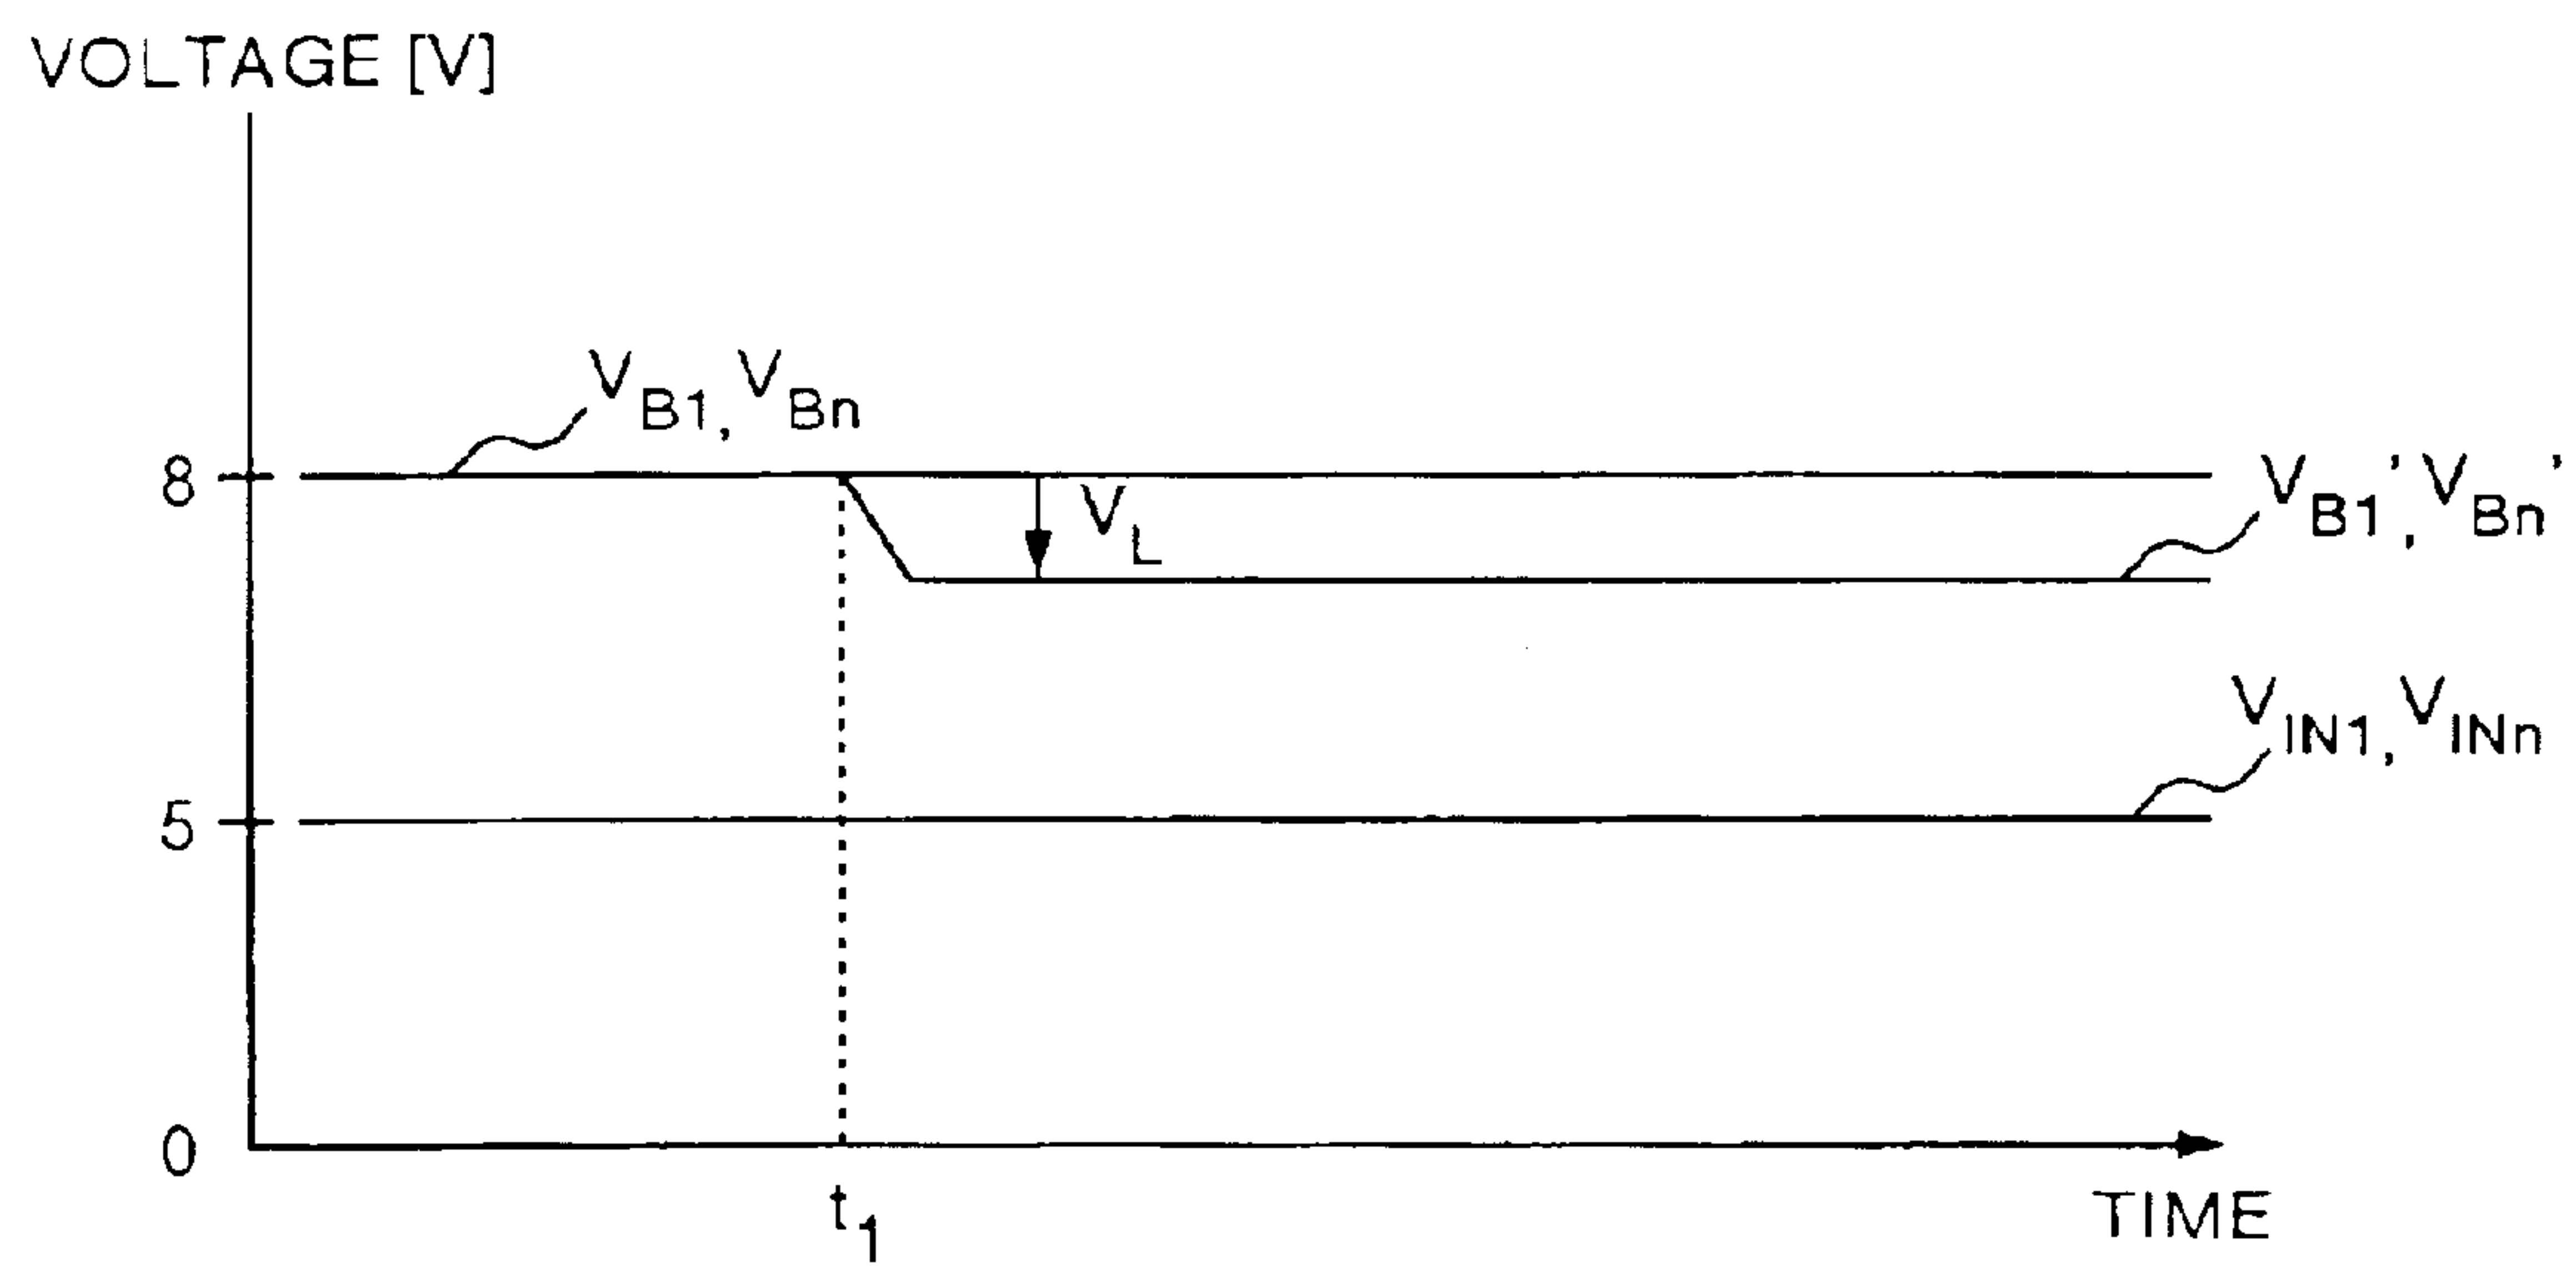 VOLTAGE [V]
V_B1, V_Bn
8
V_L
V_B1', V_Bn'
V_IN1, V_INn
5
0
t_1
TIME